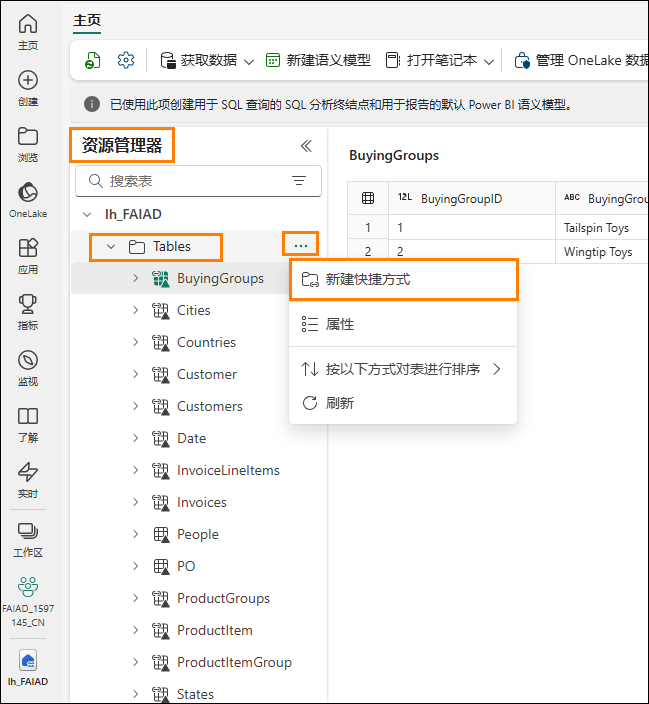 主页
创建
浏览
OneLake
应用
指标
监视
了解
实时
工作区
FAIAD_1597
145_CN
lh_FAIAD
主页
获取数据
新建语义模型
打开笔记本
管理 OneLake 数据
已使用此项创建用于 SQL 查询的 SQL 分析终结点和用于报告的默认 Power BI 语义模型。
资源管理器
搜索表
lh_FAIAD
Tables
BuyingGroups
Cities
Countries
Customer
Customers
Date
InvoiceLineItems
Invoices
People
PO
ProductGroups
ProductItem
ProductItemGroup
States
新建快捷方式
属性
按以下方式对表进行排序
刷新
BuyingGroups
12L BuyingGroupID ABC BuyingGrou
1 1 Tailspin Toys
2 2 Wingtip Toys